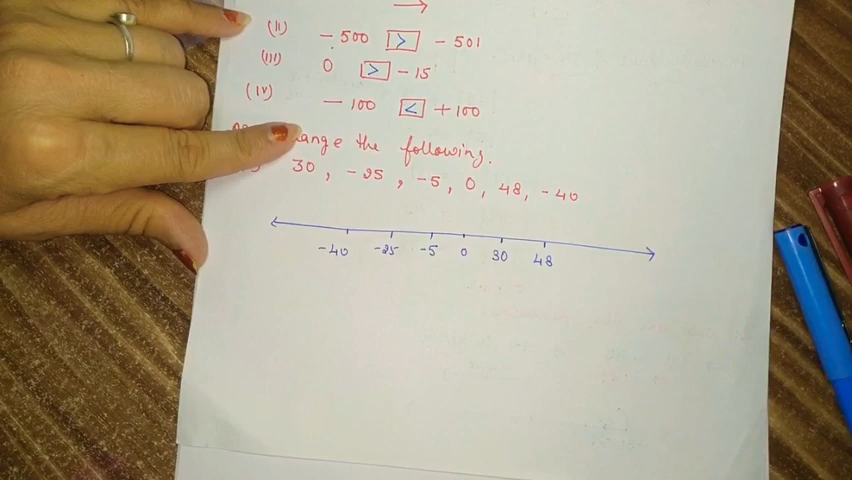 (ii) - 500 > - 501
(iii) 0 > - 15
(iv) - 100 < + 100
the following.
30, -25, -5, 0, 48, -40
-40 -25 -5 0 30 48